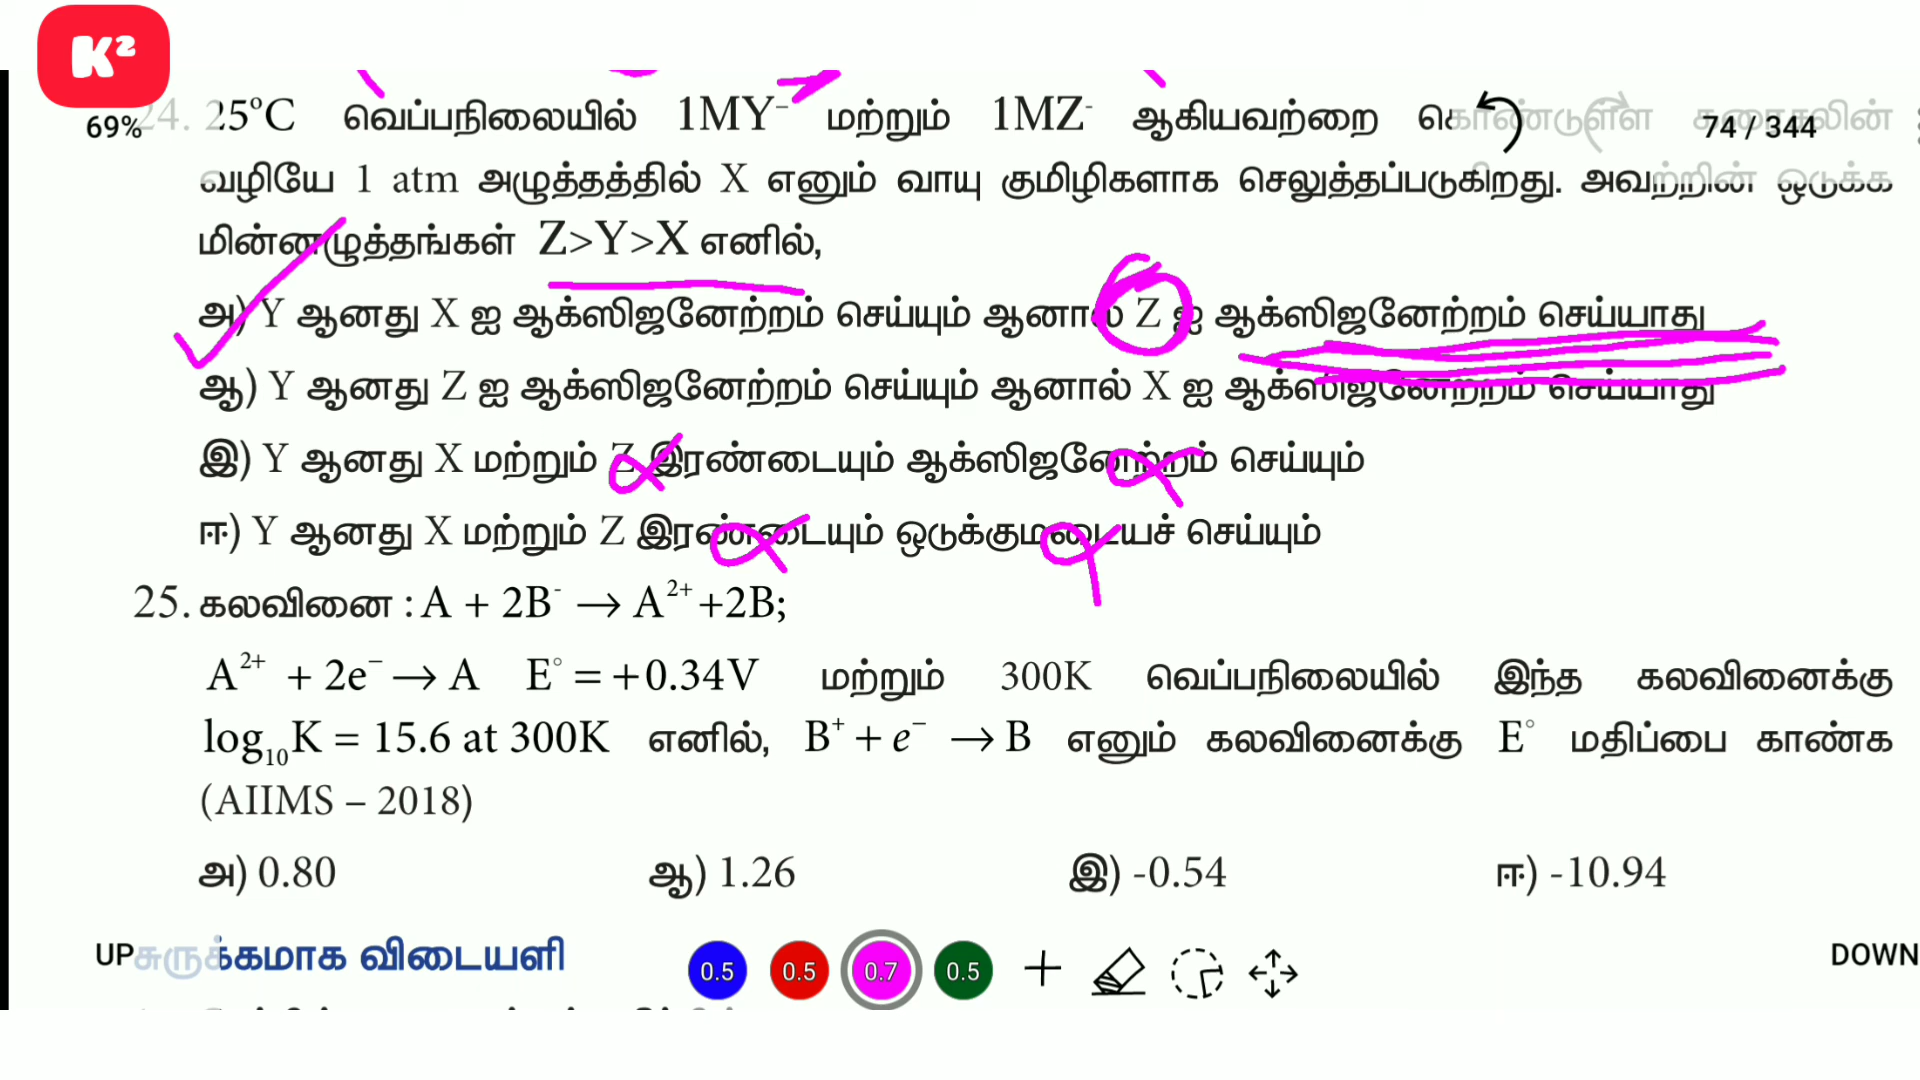 K²
69%
24. 25°C வெப்பநிலையில் 1MY⁻ மற்றும் 1MZ⁻ ஆகியவற்றை கொண்டுள்ள கரைசலின்
74 / 344
வழியே 1 atm அழுத்தத்தில் X எனும் வாயு குமிழிகளாக செலுத்தப்படுகிறது. அவற்றின் ஒடுக்க
மின்னழுத்தங்கள் Z>Y>X எனில்,
அ) Y ஆனது X ஐ ஆக்ஸிஜனேற்றம் செய்யும் ஆனால் Z ஐ ஆக்ஸிஜனேற்றம் செய்யாது
ஆ) Y ஆனது Z ஐ ஆக்ஸிஜனேற்றம் செய்யும் ஆனால் X ஐ ஆக்ஸிஜனேற்றம் செய்யாது
இ) Y ஆனது X மற்றும் Z இரண்டையும் ஆக்ஸிஜனேற்றம் செய்யும்
ஈ) Y ஆனது X மற்றும் Z இரண்டையும் ஒடுக்கமடையச் செய்யும்
25. கலவினை : A + 2B⁻ → A²⁺ +2B;
A²⁺ + 2e⁻ → A E° = +0.34V மற்றும் 300K வெப்பநிலையில் இந்த கலவினைக்கு
log₁₀K = 15.6 at 300K எனில், B⁺ + e⁻ → B எனும் கலவினைக்கு E° மதிப்பை காண்க
(AIIMS – 2018)
அ) 0.80 ஆ) 1.26 இ) -0.54 ஈ) -10.94
UP சுருக்கமாக விடையளி
0.5 0.5 0.7 0.5
DOWN